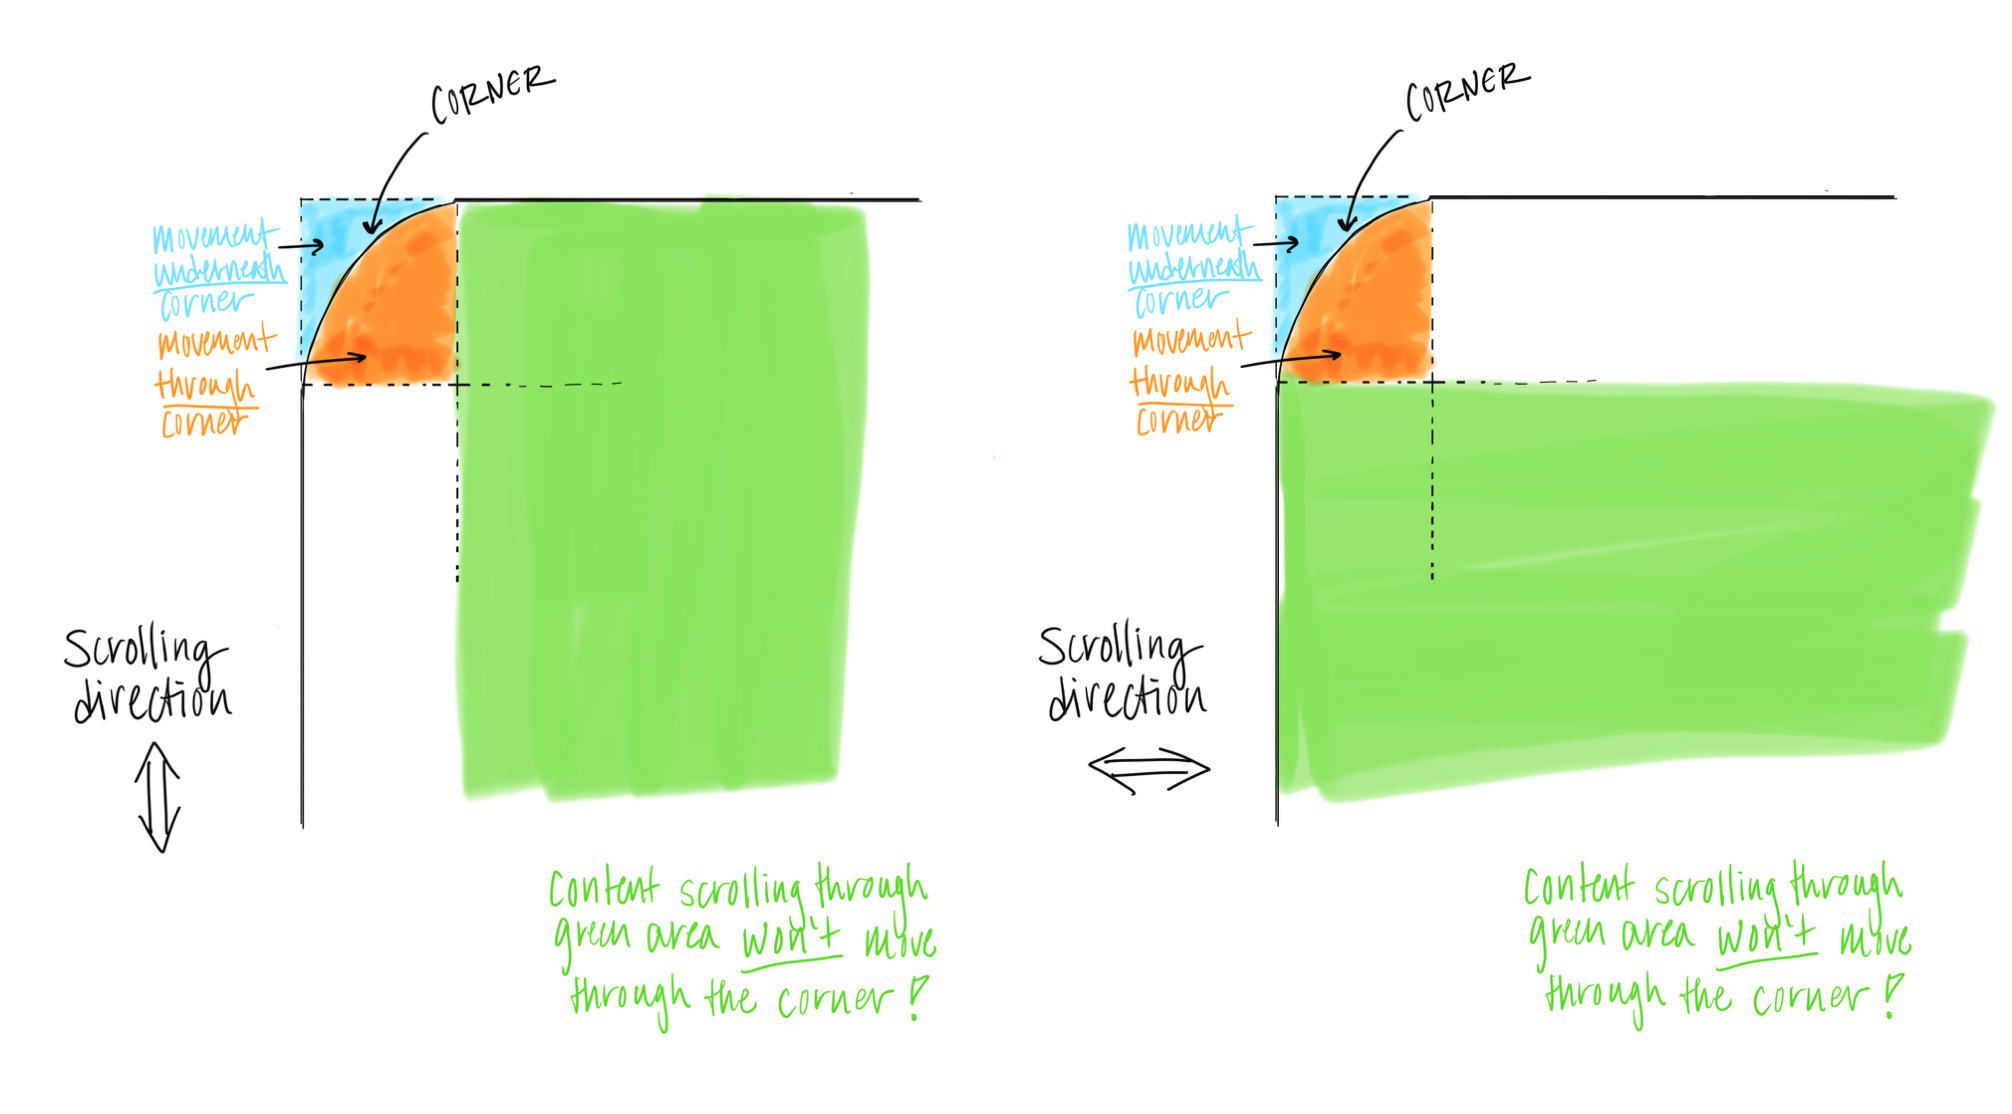 CORNER
movement
underneath
corner
movement
through
corner
Scrolling
direction
Content scrolling through
green area won't move
through the corner!
CORNER
movement
underneath
corner
movement
through
corner
Scrolling
direction
Content scrolling through
green area won't move
through the corner!